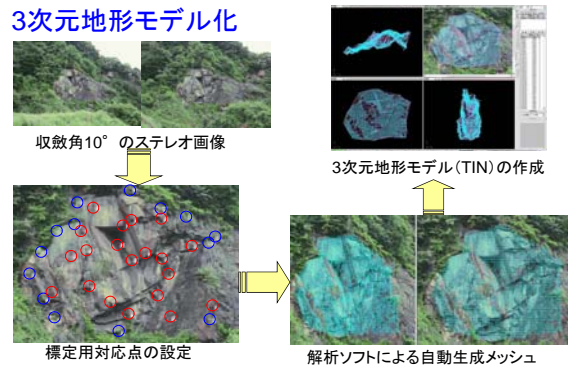 3次元地形モデル化
収斂角10°のステレオ画像
標定用対応点の設定
解析ソフトによる自動生成メッシュ
3次元地形モデル(TIN)の作成